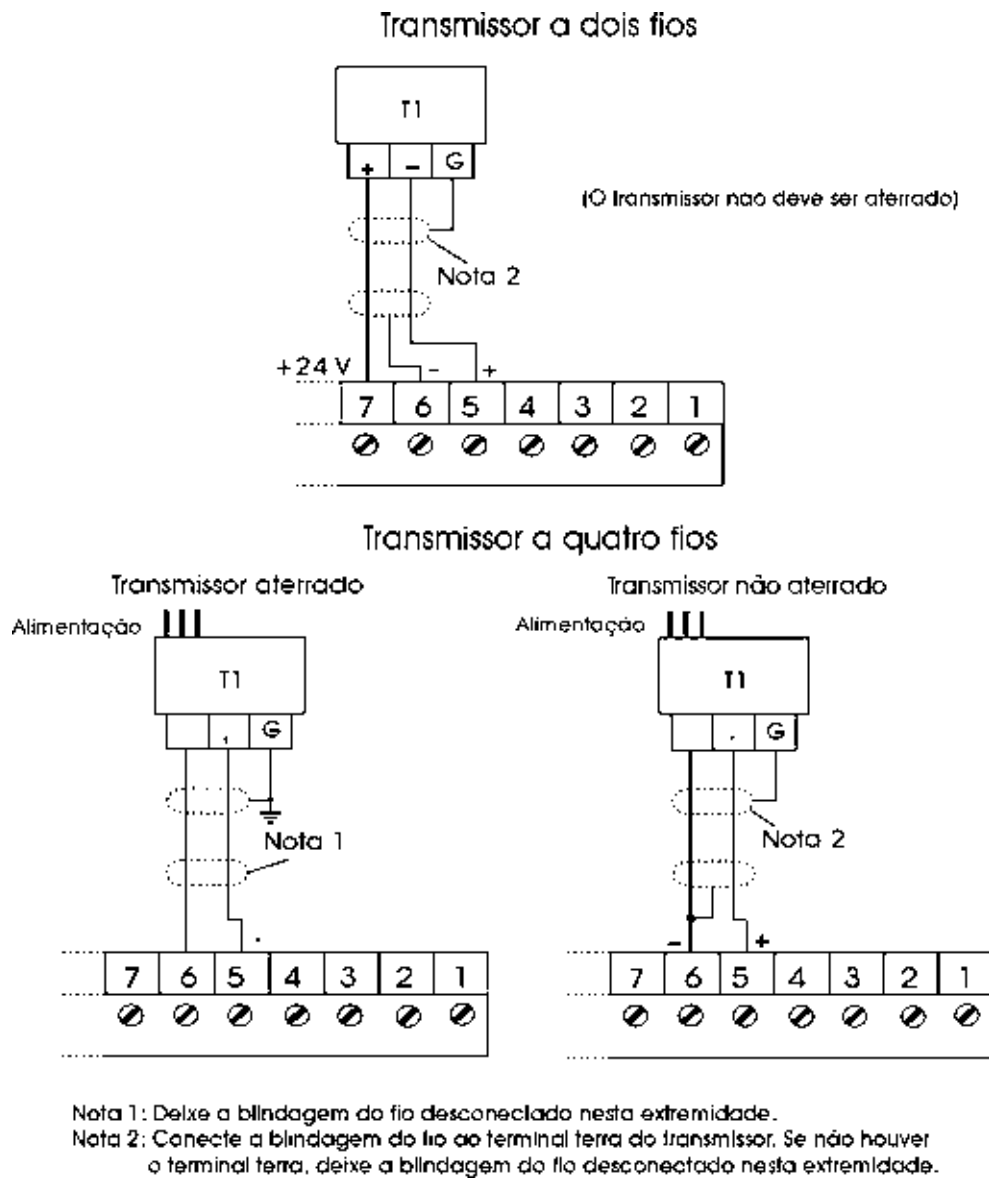 Transmissor a dois fios
T1
+ − G
(O transmissor não deve ser aterrado)
Nota 2
+24 V - +
7 6 5 4 3 2 1
Transmissor a quatro fios
Transmissor aterrado
Alimentação
T1
G
Nota 1
7 6 5 4 3 2 1
Transmissor não aterrado
Alimentação
T1
G
Nota 2
- +
7 6 5 4 3 2 1
Nota 1: Deixe a blindagem do fio desconectado nesta extremidade.
Nota 2: Conecte a blindagem do fio ao terminal terra do transmissor. Se não houver
o terminal terra, deixe a blindagem do fio desconectado nesta extremidade.